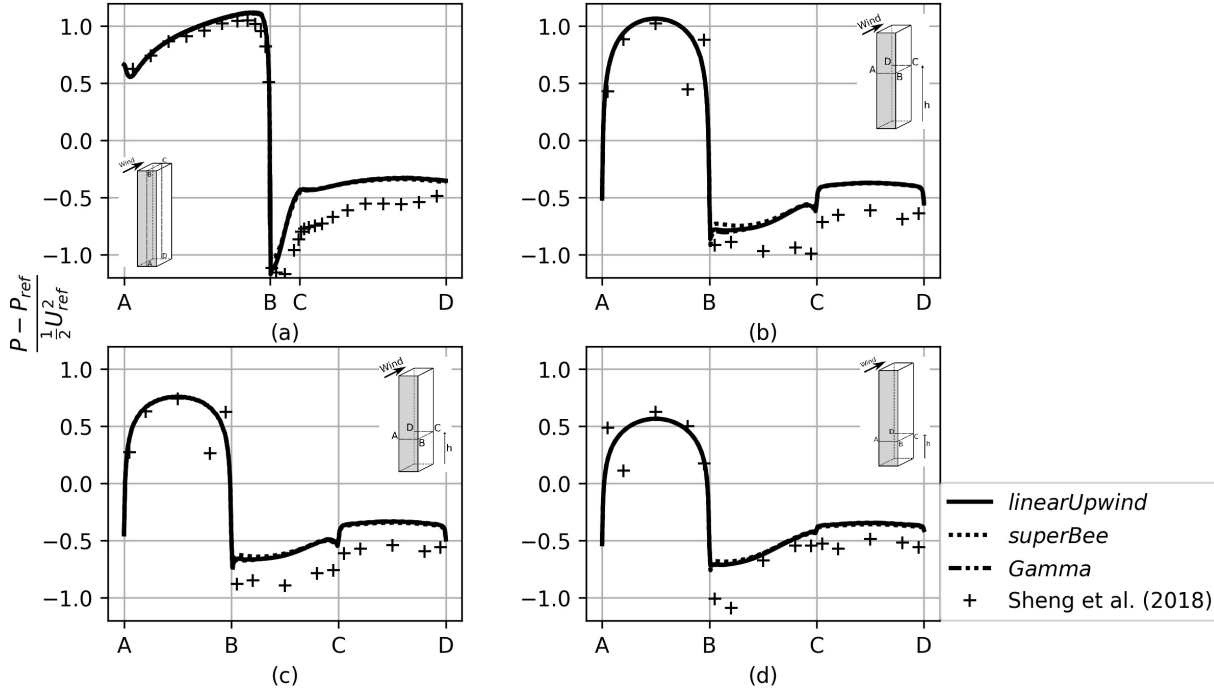 P − P_ref
½U²_ref
1.0
0.5
0.0
−0.5
−1.0
Wind
C
B
A
D
A
B
C
D
(a)
Wind
D
C
A
B
h
1.0
0.5
0.0
−0.5
−1.0
A
B
C
D
(b)
Wind
D
C
A
B
h
1.0
0.5
0.0
−0.5
−1.0
A
B
C
D
(c)
Wind
D
C
A
B
h
1.0
0.5
0.0
−0.5
−1.0
A
B
C
D
(d)
linearUpwind
superBee
Gamma
Sheng et al. (2018)